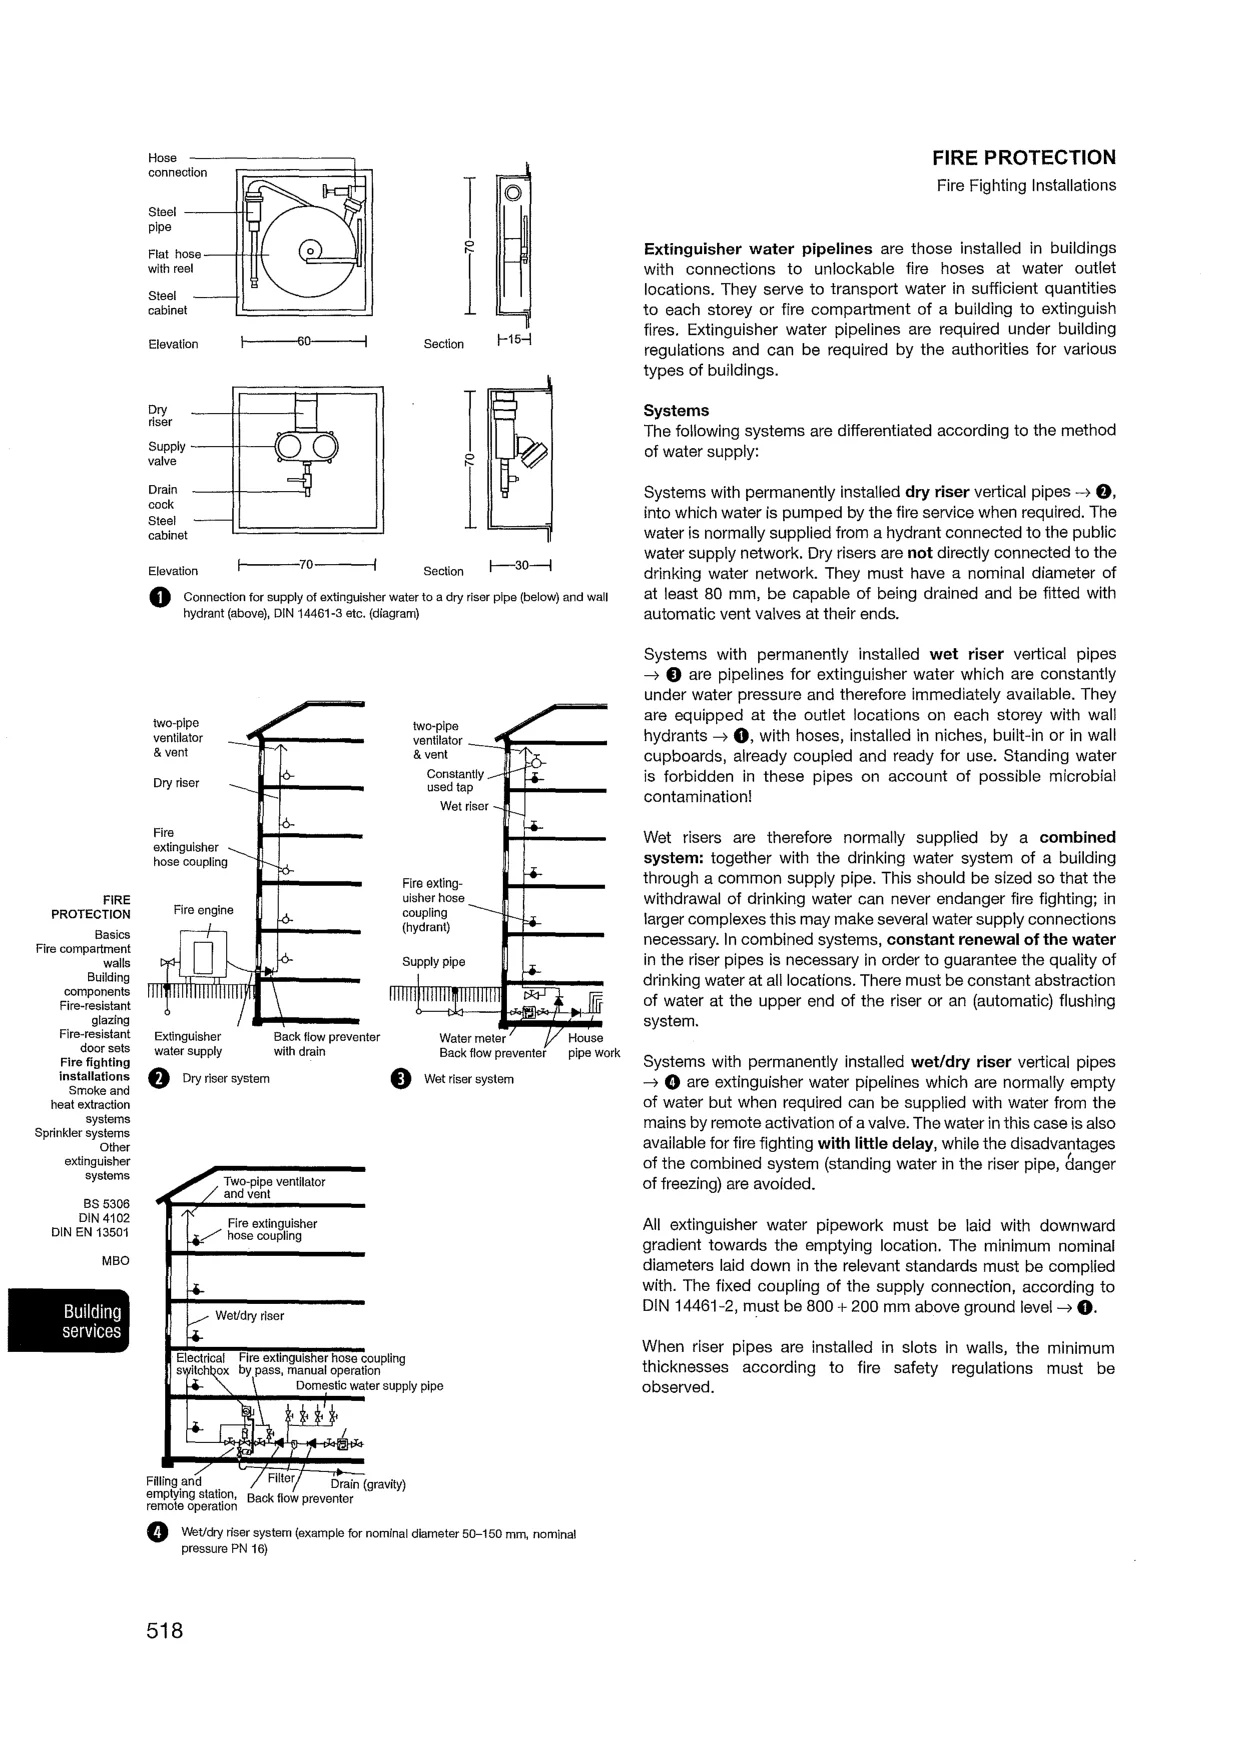 FIRE PROTECTION
Fire Fighting Installations
Hose
connection
Steel
pipe
Flat hose
with reel
Steel
cabinet
Elevation
60
70
Section
15
Dry
riser
Supply
valve
Drain
cock
Steel
cabinet
Elevation
70
70
Section
30
1 Connection for supply of extinguisher water to a dry riser pipe (below) and wall
hydrant (above), DIN 14461-3 etc. (diagram)
two-pipe
ventilator
& vent
Dry riser
Fire
extinguisher
hose coupling
Fire engine
Extinguisher
water supply
Back flow preventer
with drain
2 Dry riser system
two-pipe
ventilator
& vent
Constantly
used tap
Wet riser
Fire exting-
uisher hose
coupling
(hydrant)
Supply pipe
Water meter
Back flow preventer
House
pipe work
3 Wet riser system
Two-pipe ventilator
and vent
Fire extinguisher
hose coupling
Wet/dry riser
Electrical
switchbox
Fire extinguisher hose coupling
by pass, manual operation
Domestic water supply pipe
Filling and
emptying station,
remote operation
Filter
Back flow preventer
Drain (gravity)
4 Wet/dry riser system (example for nominal diameter 50–150 mm, nominal
pressure PN 16)
FIRE
PROTECTION
Basics
Fire compartment
walls
Building
components
Fire-resistant
glazing
Fire-resistant
door sets
Fire fighting
installations
Smoke and
heat extraction
systems
Sprinkler systems
Other
extinguisher
systems
BS 5306
DIN 4102
DIN EN 13501
MBO
Building
services
Extinguisher water pipelines are those installed in buildings
with connections to unlockable fire hoses at water outlet
locations. They serve to transport water in sufficient quantities
to each storey or fire compartment of a building to extinguish
fires. Extinguisher water pipelines are required under building
regulations and can be required by the authorities for various
types of buildings.
Systems
The following systems are differentiated according to the method
of water supply:
Systems with permanently installed dry riser vertical pipes → 2,
into which water is pumped by the fire service when required. The
water is normally supplied from a hydrant connected to the public
water supply network. Dry risers are not directly connected to the
drinking water network. They must have a nominal diameter of
at least 80 mm, be capable of being drained and be fitted with
automatic vent valves at their ends.
Systems with permanently installed wet riser vertical pipes
→ 3 are pipelines for extinguisher water which are constantly
under water pressure and therefore immediately available. They
are equipped at the outlet locations on each storey with wall
hydrants → 1, with hoses, installed in niches, built-in or in wall
cupboards, already coupled and ready for use. Standing water
is forbidden in these pipes on account of possible microbial
contamination!
Wet risers are therefore normally supplied by a combined
system: together with the drinking water system of a building
through a common supply pipe. This should be sized so that the
withdrawal of drinking water can never endanger fire fighting; in
larger complexes this may make several water supply connections
necessary. In combined systems, constant renewal of the water
in the riser pipes is necessary in order to guarantee the quality of
drinking water at all locations. There must be constant abstraction
of water at the upper end of the riser or an (automatic) flushing
system.
Systems with permanently installed wet/dry riser vertical pipes
→ 4 are extinguisher water pipelines which are normally empty
of water but when required can be supplied with water from the
mains by remote activation of a valve. The water in this case is also
available for fire fighting with little delay, while the disadvantages
of the combined system (standing water in the riser pipe, danger
of freezing) are avoided.
All extinguisher water pipework must be laid with downward
gradient towards the emptying location. The minimum nominal
diameters laid down in the relevant standards must be complied
with. The fixed coupling of the supply connection, according to
DIN 14461-2, must be 800 + 200 mm above ground level → 1.
When riser pipes are installed in slots in walls, the minimum
thicknesses according to fire safety regulations must be
observed.
518